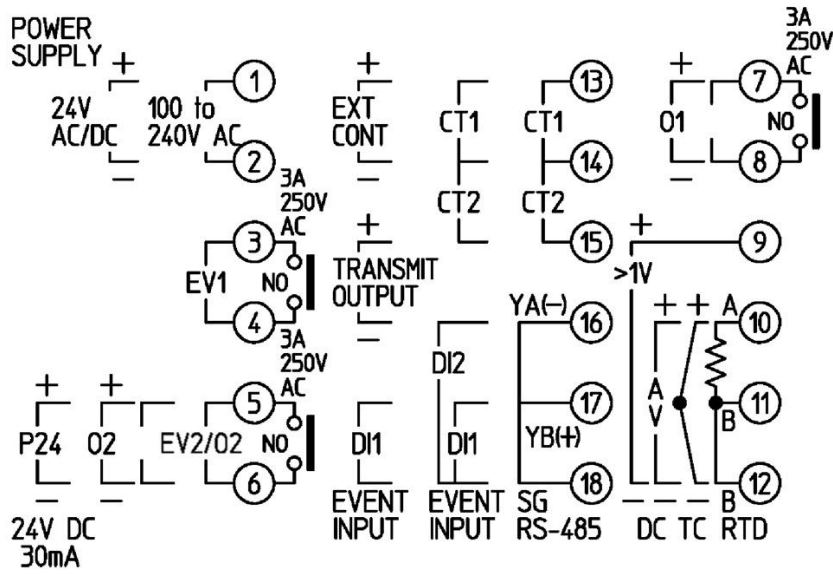 POWER
SUPPLY
+ + + 3A
250V
AC
24V
AC/DC
100 to
240V AC
1
2
EXT
CONT
CT1
CT2
CT1
CT2
13
14
15
O1
7
8
NO
− − −
3A
250V
AC
EV1
3
4
NO
+
TRANSMIT
OUTPUT
−
+
>1V
9
3A
250V
AC
YA(−)
16
17
YB(+)
18
DI2
DI1
+ + A
10
A
V
B
11
12
+ +
P24
O2
EV2/O2
5
6
NO
DI1
− −
− − − B
24V DC
30mA
EVENT
INPUT
EVENT
INPUT
SG
RS-485
DC TC RTD